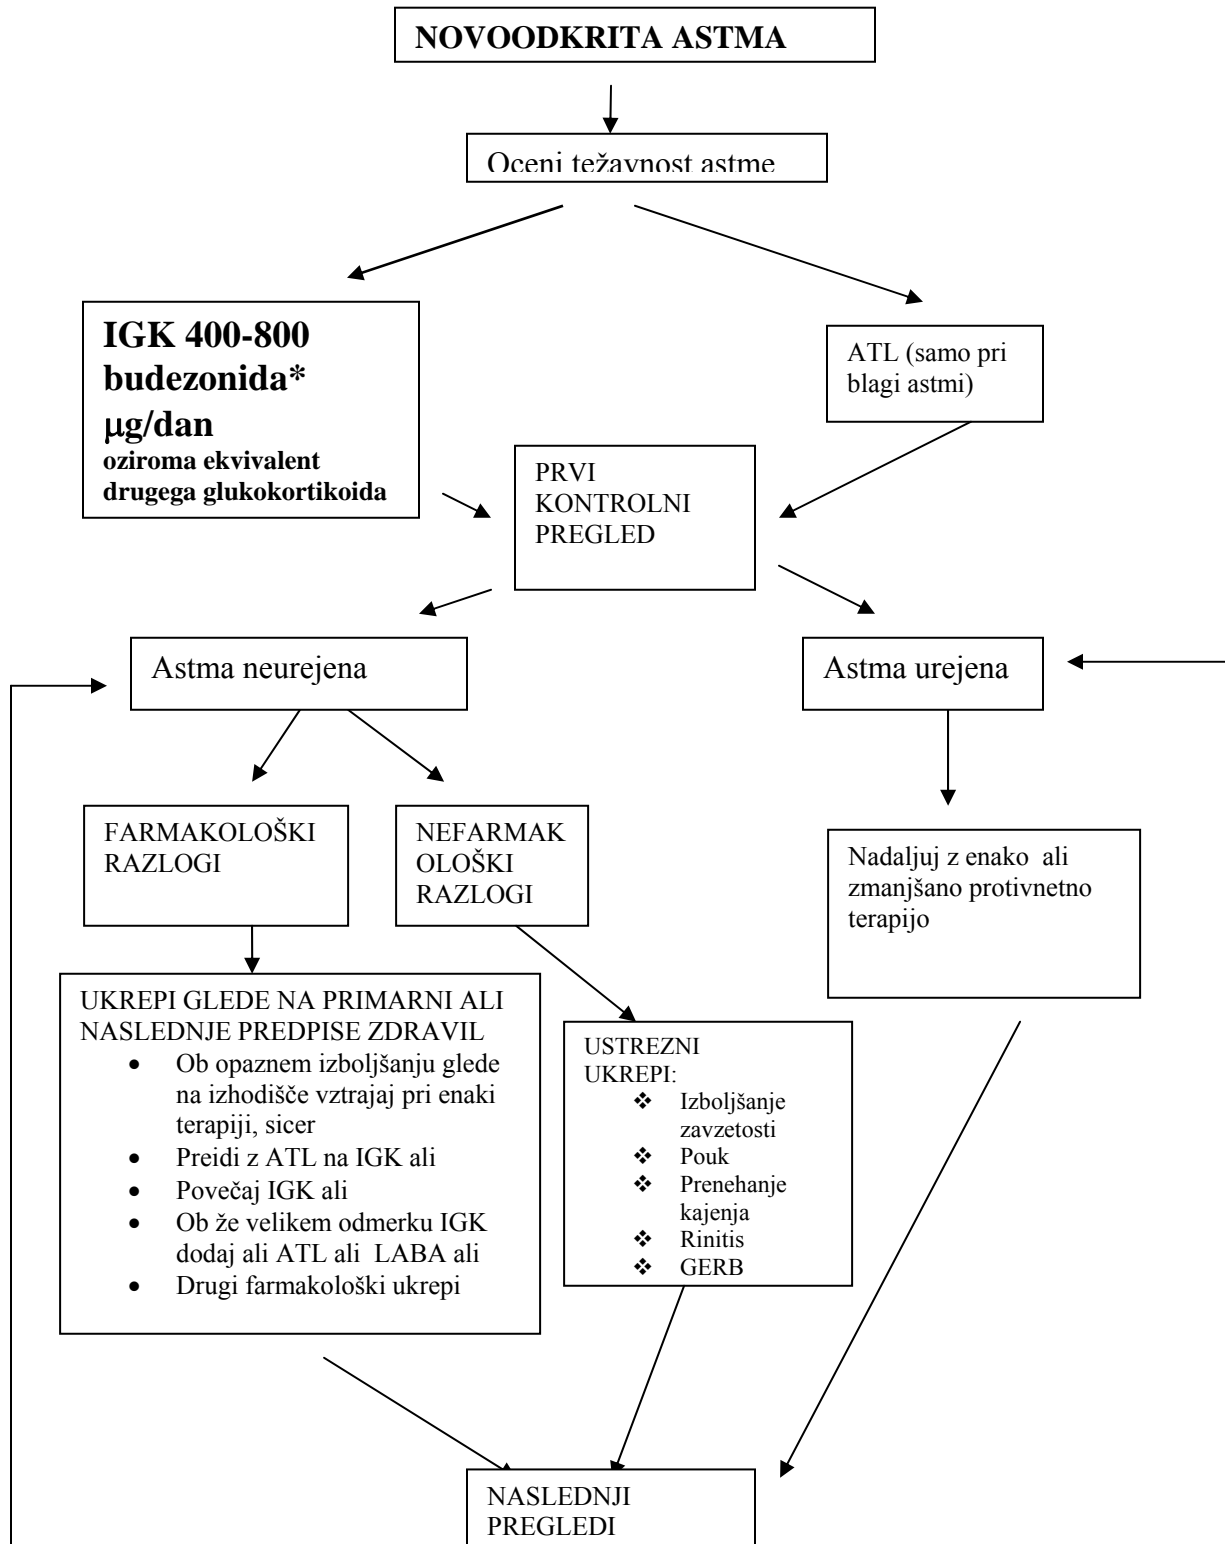 NOVOODKRITA ASTMA
Oceni težavnost astme
IGK 400-800
budezonida*
µg/dan
oziroma ekvivalent
drugega glukokortikoida
ATL (samo pri
blagi astmi)
PRVI
KONTROLNI
PREGLED
Astma neurejena
Astma urejena
FARMAKOLOŠKI
RAZLOGI
NEFARMAK
OLOŠKI
RAZLOGI
Nadaljuj z enako ali
zmanjšano protivnetno
terapijo
UKREPI GLEDE NA PRIMARNI ALI
NASLEDNJE PREDPISE ZDRAVIL
• Ob opaznem izboljšanju glede
na izhodišče vztrajaj pri enaki
terapiji, sicer
• Preidi z ATL na IGK ali
• Povečaj IGK ali
• Ob že velikem odmerku IGK
dodaj ali ATL ali LABA ali
• Drugi farmakološki ukrepi
USTREZNI
UKREPI:
❖ Izboljšanje
zavzetosti
❖ Pouk
❖ Prenehanje
kajenja
❖ Rinitis
❖ GERB
NASLEDNJI
PREGLEDI